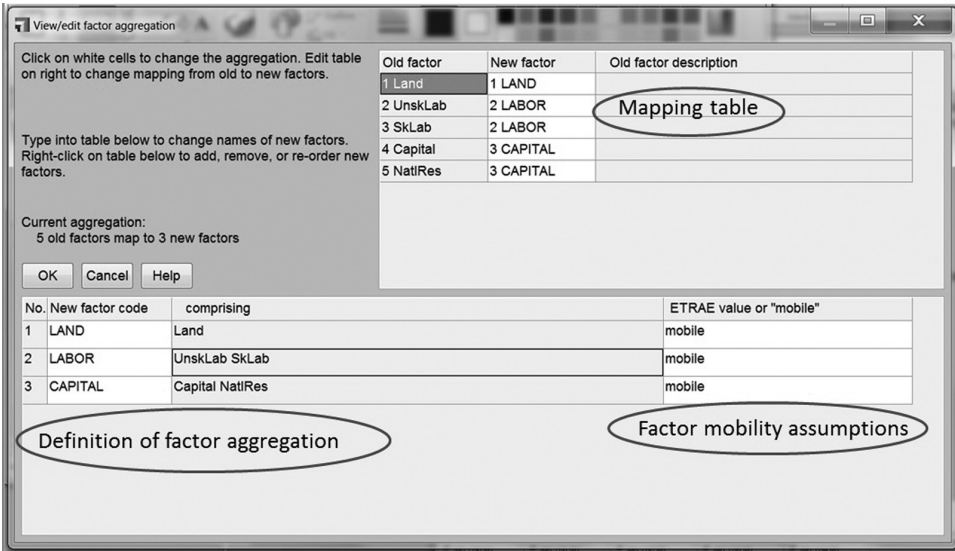 View/edit factor aggregation
Click on white cells to change the aggregation. Edit table
on right to change mapping from old to new factors.
Type into table below to change names of new factors.
Right-click on table below to add, remove, or re-order new
factors.
Current aggregation:
5 old factors map to 3 new factors
OK Cancel Help
Old factor New factor Old factor description
1 Land 1 LAND
2 UnskLab 2 LABOR
3 SkLab 2 LABOR
4 Capital 3 CAPITAL
5 NatlRes 3 CAPITAL
Mapping table
No. New factor code comprising ETRAE value or "mobile"
1 LAND Land mobile
2 LABOR UnskLab SkLab mobile
3 CAPITAL Capital NatlRes mobile
Definition of factor aggregation
Factor mobility assumptions